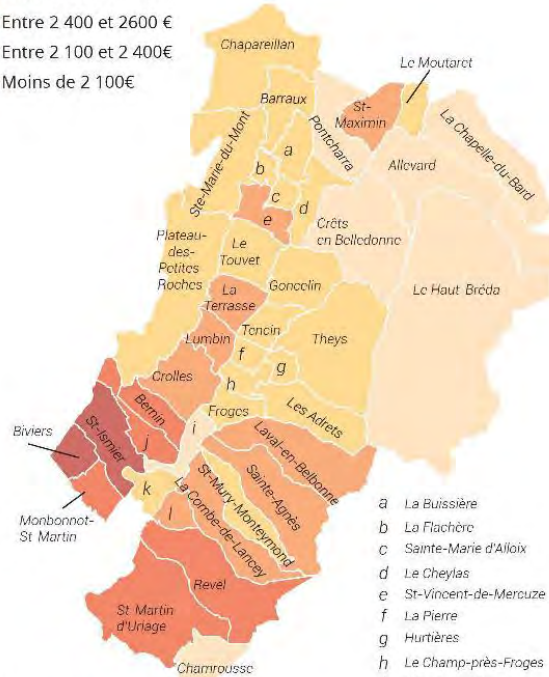 Entre 2 400 et 2600 €
Entre 2 100 et 2 400€
Moins de 2 100€
Chapareillan
Le Moutaret
Barraux
St-
Maximin
Pontcharra
La Chapelle-du-Bard
Ste-Marie-du-Mont
a
Allevard
b
c
d
e
Crêts
en Belledonne
Plateau-
des-
Petites
Roches
Le
Touvet
Goncelin
Le Haut Bréda
La
Terrasse
Lumbin
Tencin
Theys
f
g
Crolles
h
Bernin
Froges
Les Adrets
St-Ismier
i
Laval-en-Belbonne
Biviers
j
k
St-Mury-Monteymond
Sainte-Agnès
Monbonnot-
St Martin
La Combe-de-Lancey
l
Revel
St Martin
d'Uriage
Chamrousse
a La Buissière
b La Flachère
c Sainte-Marie d'Alloix
d Le Cheylas
e St-Vincent-de-Mercuze
f La Pierre
g Hurtières
h Le Champ-près-Froges